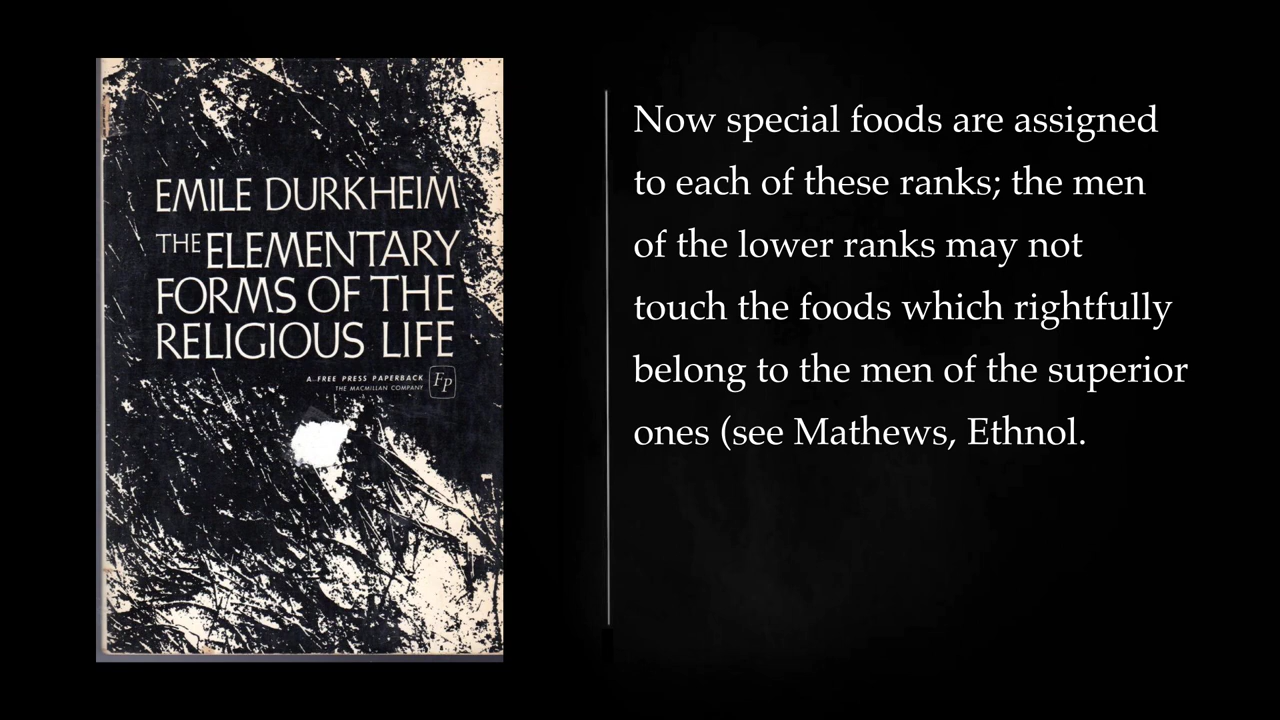 EMILE DURKHEIM
THE ELEMENTARY
FORMS OF THE
RELIGIOUS LIFE
A FREE PRESS PAPERBACK
THE MACMILLAN COMPANY
Fp
Now special foods are assigned
to each of these ranks; the men
of the lower ranks may not
touch the foods which rightfully
belong to the men of the superior
ones (see Mathews, Ethnol.